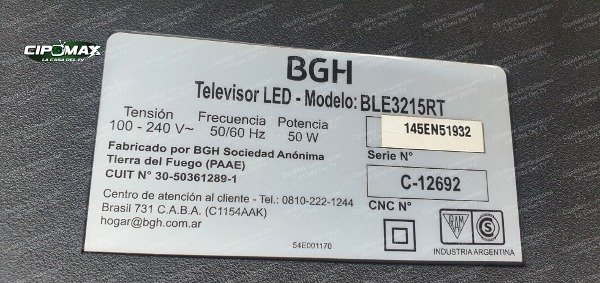 CIPOMAX
LA CASA DEL TV
BGH
Televisor LED - Modelo: BLE3215RT
Tensión Frecuencia Potencia
100 - 240 V~ 50/60 Hz 50 W
145EN51932
Serie N°
Fabricado por BGH Sociedad Anónima
Tierra del Fuego (PAAE)
CUIT N° 30-50361289-1
C-12692
CNC N°
Centro de atención al cliente - Tel.: 0810-222-1244
Brasil 731 C.A.B.A. (C1154AAK)
hogar@bgh.com.ar
54E001170
IRAM
S
INDUSTRIA ARGENTINA